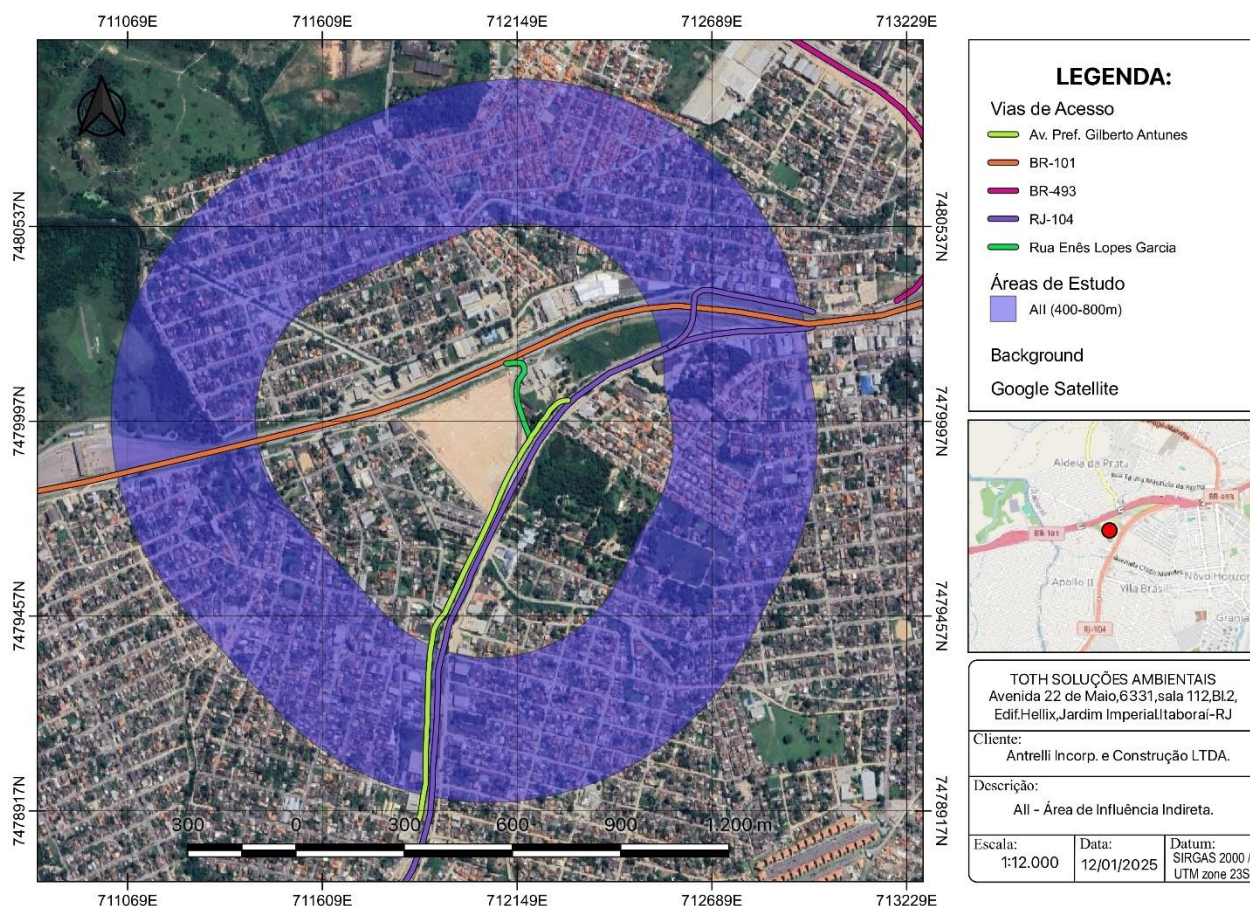 711069E 711609E 712149E 712689E 713229E
7480537N
7479997N
7479457N
7478917N
7480537N
7479997N
7479457N
7478917N
300 0 300 600 900 1.200 m
711069E 711609E 712149E 712689E 713229E
LEGENDA:
Vias de Acesso
Av. Pref. Gilberto Antunes
BR-101
BR-493
RJ-104
Rua Enês Lopes Garcia
Áreas de Estudo
AII (400-800m)
Background
Google Satellite
Aldeia da Prata
BR-493
BR-101
Apollo II
Vila Brasil
RJ-104
TOTH SOLUÇÕES AMBIENTAIS
Avenida 22 de Maio,6331,sala 112,Bl.2,
Edif.Hellix,Jardim Imperial.Itaboraí-RJ
Cliente:
Antrelli Incorp. e Construção LTDA.
Descrição:
AII - Área de Influência Indireta.
Escala:
1:12.000
Data:
12/01/2025
Datum:
SIRGAS 2000 /
UTM zone 23S